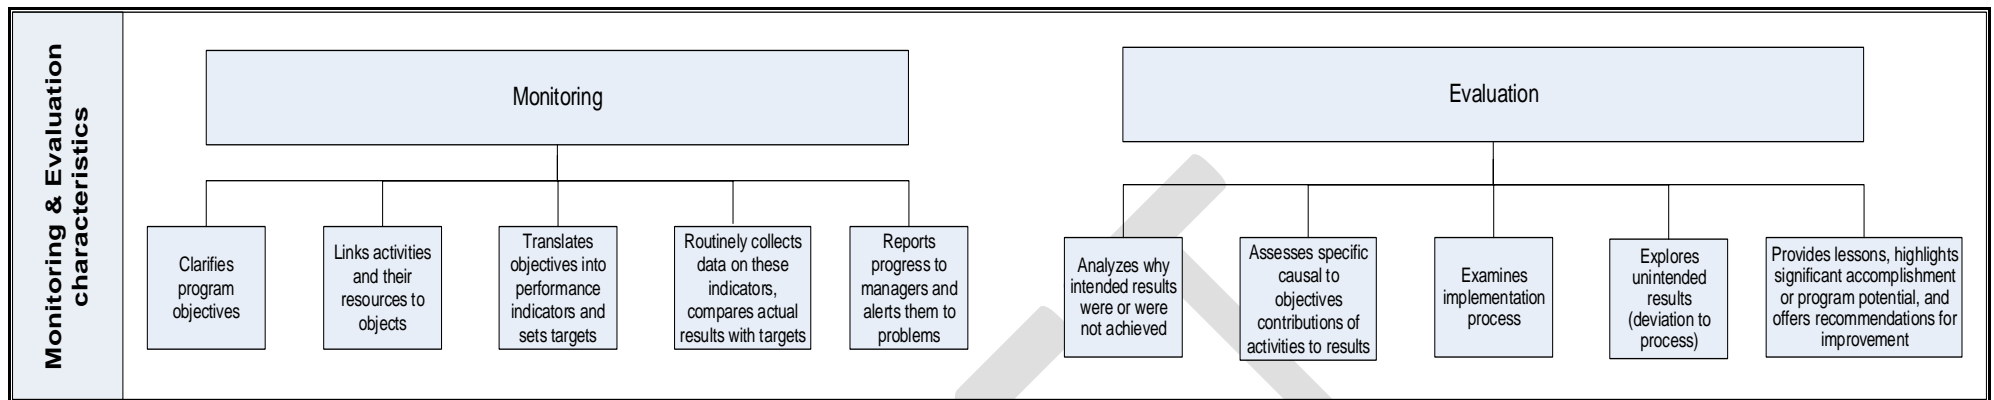 Monitoring & Evaluation
characteristics
Monitoring
Clarifies
program
objectives
Links activities
and their
resources to
objects
Translates
objectives into
performance
indicators and
sets targets
Routinely collects
data on these
indicators,
compares actual
results with targets
Reports
progress to
managers and
alerts them to
problems
Evaluation
Analyzes why
intended results
were or were
not achieved
Assesses specific
causal to
objectives
contributions of
activities to results
Examines
implementation
process
Explores
unintended
results
(deviation to
process)
Provides lessons, highlights
significant accomplishment
or program potential, and
offers recommendations for
improvement